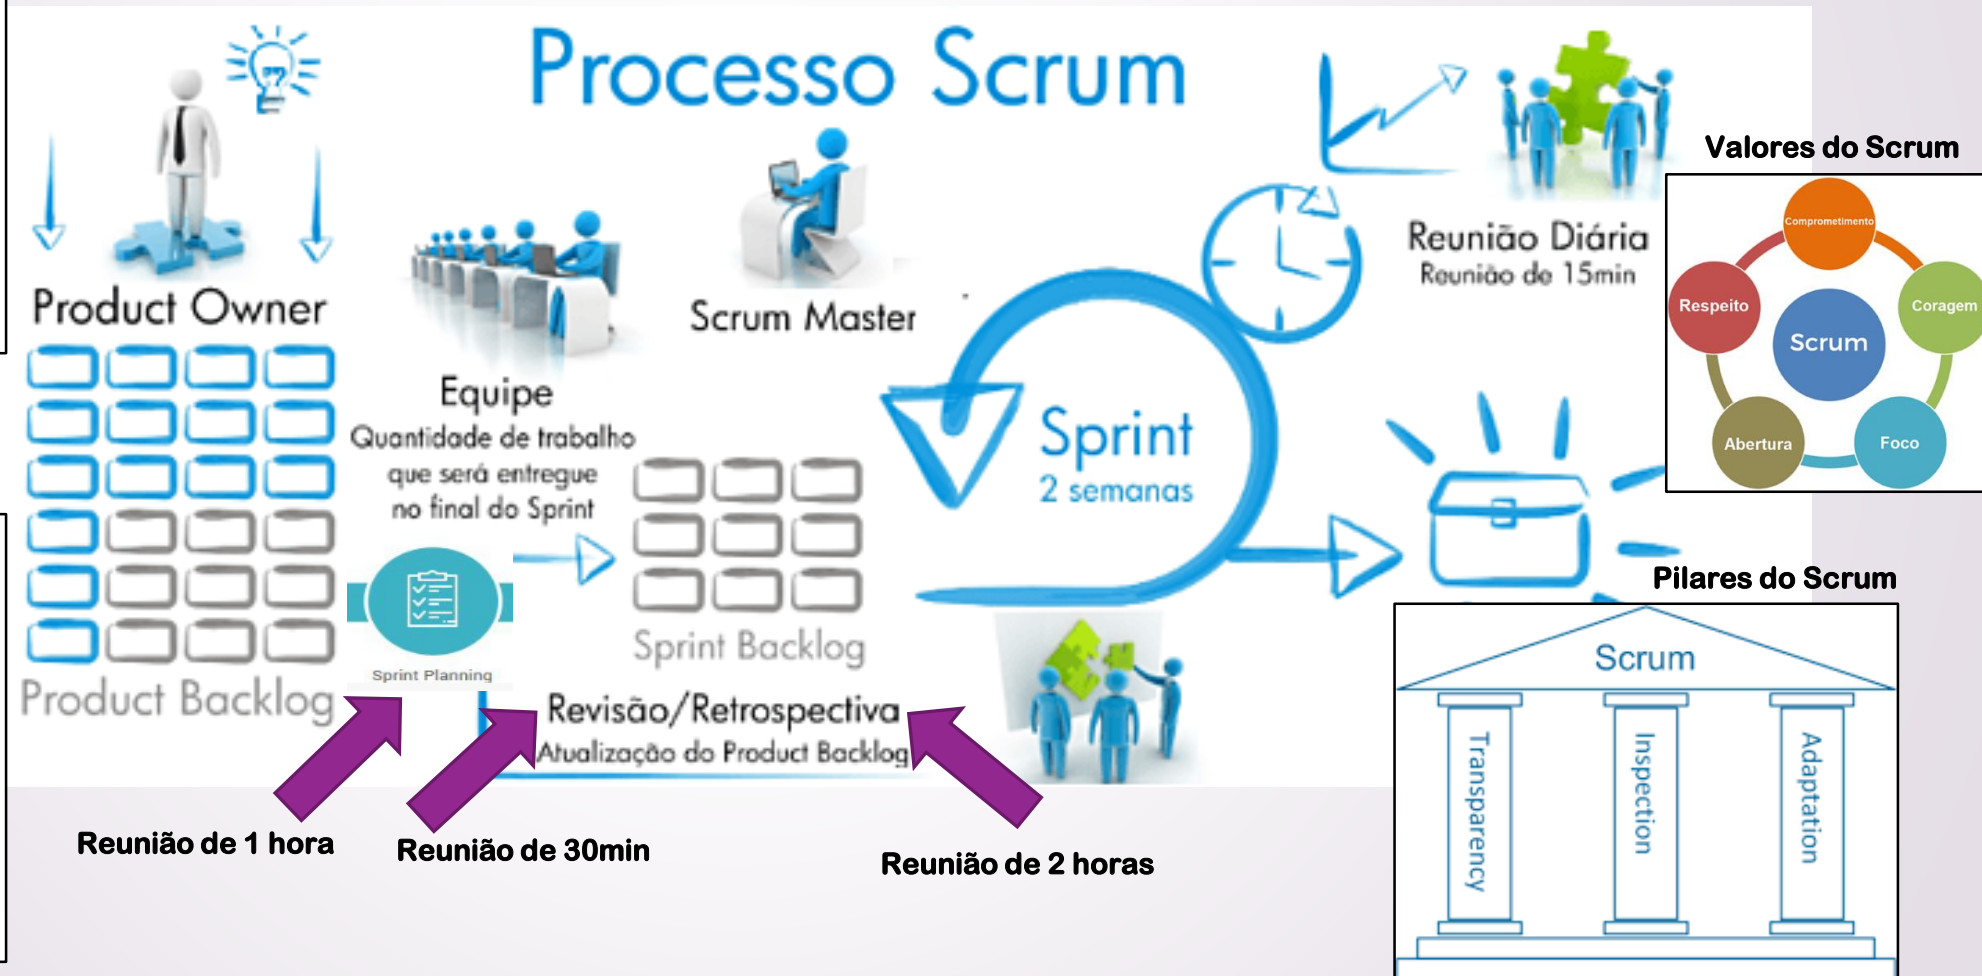 Processo Scrum
Product Owner
Product Backlog
Equipe
Quantidade de trabalho
que será entregue
no final do Sprint
Sprint Planning
Scrum Master
Sprint Backlog
Revisão/Retrospectiva
Atualização do Product Backlog
Sprint
2 semanas
Reunião Diária
Reunião de 15min
Valores do Scrum
Comprometimento
Respeito
Coragem
Scrum
Abertura
Foco
Pilares do Scrum
Scrum
Transparency
Inspection
Adaptation
Reunião de 1 hora
Reunião de 30min
Reunião de 2 horas